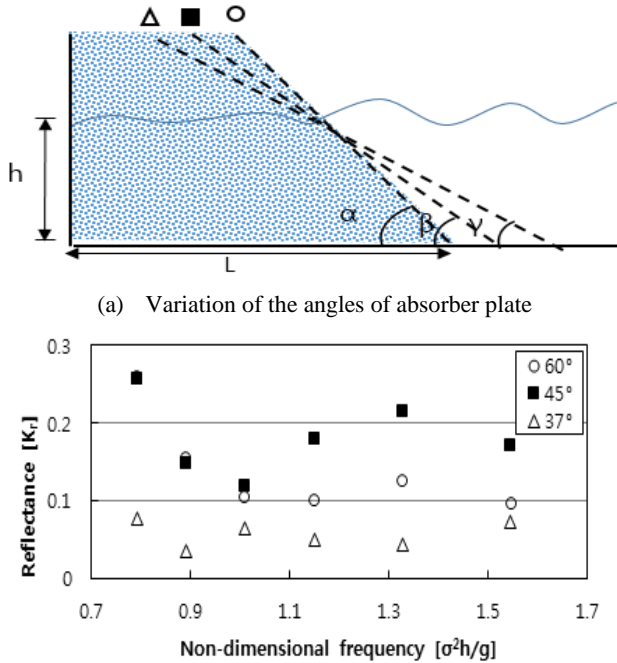 h
α
β
γ
L
(a) Variation of the angles of absorber plate
0.3
0.2
0.1
0
Reflectance [Kr]
60°
45°
37°
0.7 0.9 1.1 1.3 1.5 1.7
Non-dimensional frequency [σ²h/g]